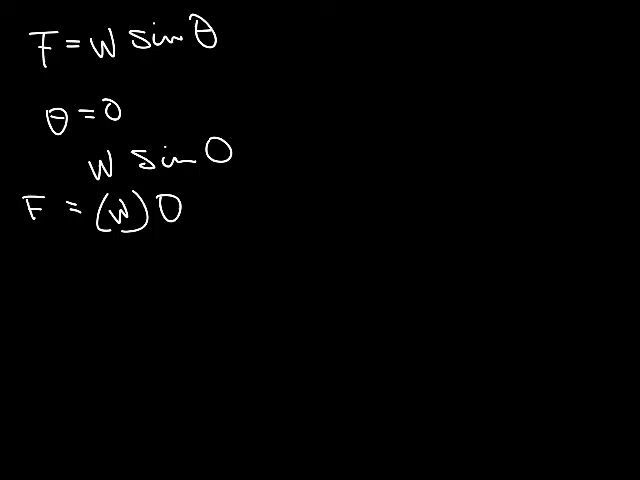 F = W sin θ
θ = 0
W sin 0
F = (W) 0